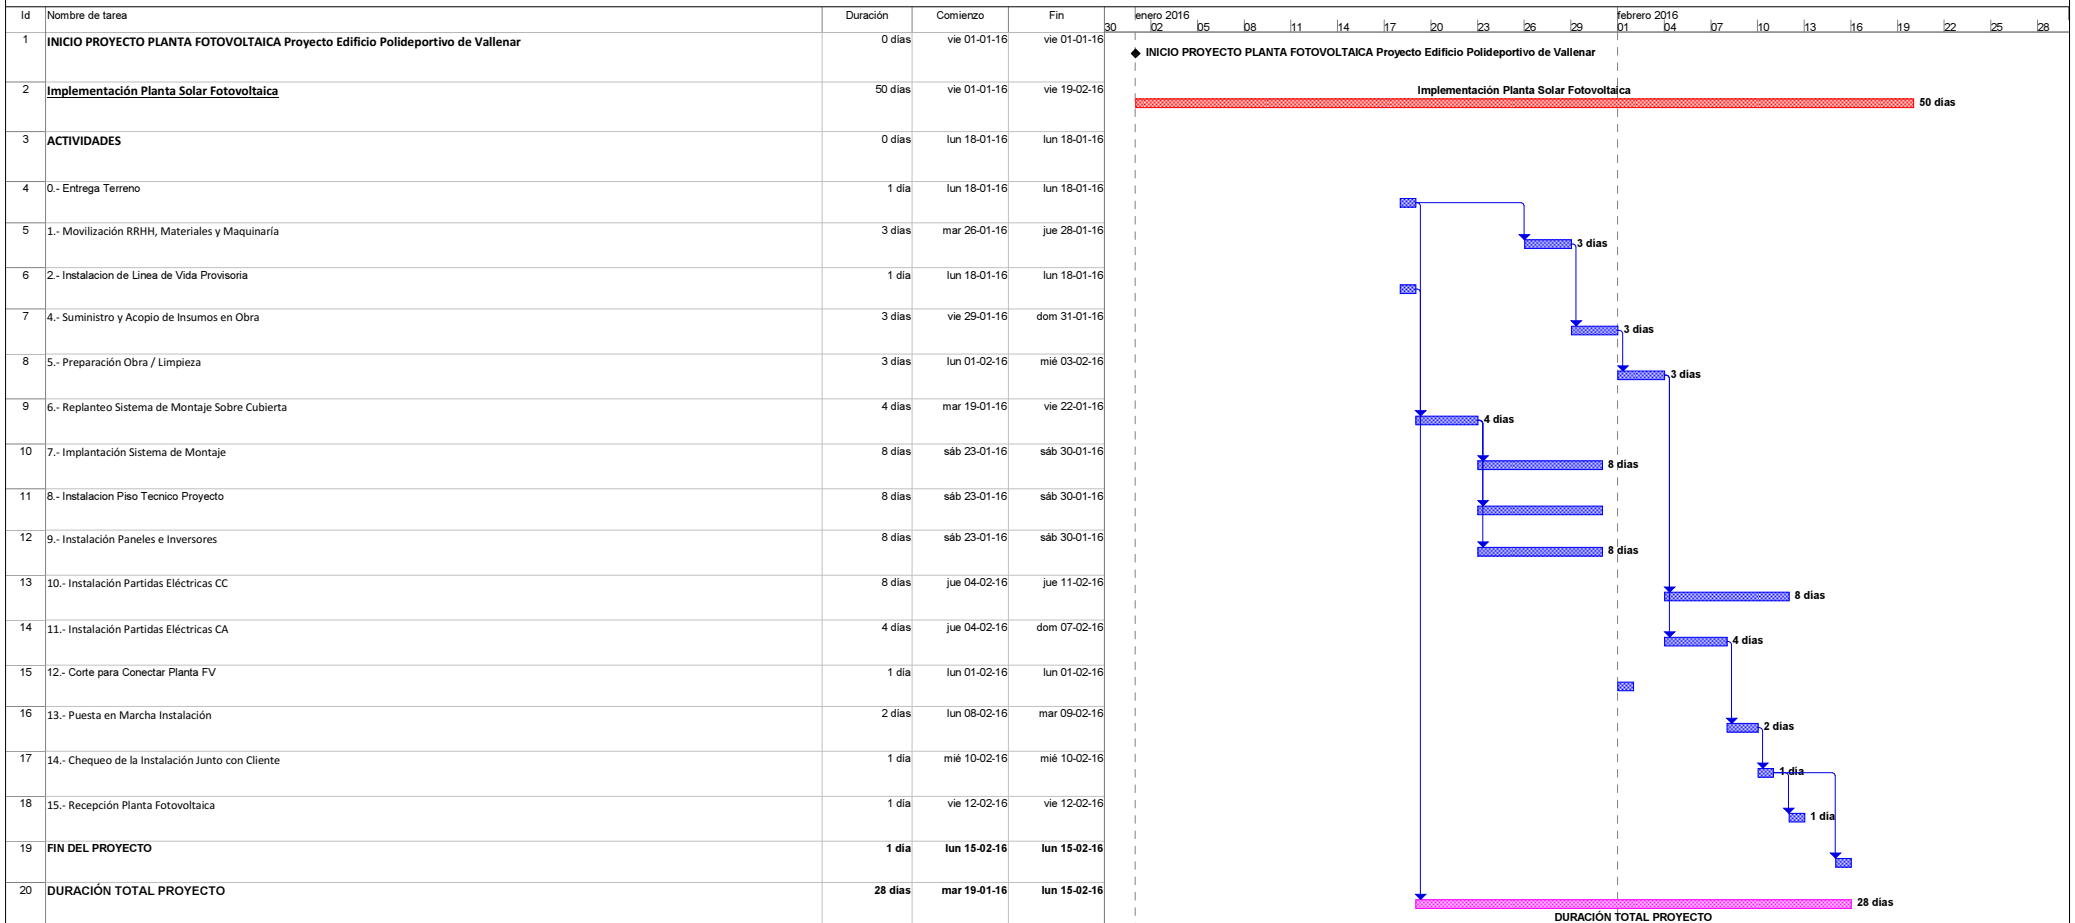 Id Nombre de tarea Duración Comienzo Fin
enero 2016 febrero 2016
30 02 05 08 11 14 17 20 23 26 29 01 04 07 10 13 16 19 22 25 28
1 INICIO PROYECTO PLANTA FOTOVOLTAICA Proyecto Edificio Polideportivo de Vallenar 0 días vie 01-01-16 vie 01-01-16
INICIO PROYECTO PLANTA FOTOVOLTAICA Proyecto Edificio Polideportivo de Vallenar
2 Implementación Planta Solar Fotovoltaica 50 días vie 01-01-16 vie 19-02-16
Implementación Planta Solar Fotovoltaica
50 días
3 ACTIVIDADES 0 días lun 18-01-16 lun 18-01-16
4 0.- Entrega Terreno 1 día lun 18-01-16 lun 18-01-16
5 1.- Movilización RRHH, Materiales y Maquinaría 3 días mar 26-01-16 jue 28-01-16
3 días
6 2.- Instalacion de Linea de Vida Provisoria 1 día lun 18-01-16 lun 18-01-16
7 4.- Suministro y Acopio de Insumos en Obra 3 días vie 29-01-16 dom 31-01-16
3 días
8 5.- Preparación Obra / Limpieza 3 días lun 01-02-16 mié 03-02-16
3 días
9 6.- Replanteo Sistema de Montaje Sobre Cubierta 4 días mar 19-01-16 vie 22-01-16
4 días
10 7.- Implantación Sistema de Montaje 8 días sáb 23-01-16 sáb 30-01-16
8 días
11 8.- Instalacion Piso Tecnico Proyecto 8 días sáb 23-01-16 sáb 30-01-16
12 9.- Instalación Paneles e Inversores 8 días sáb 23-01-16 sáb 30-01-16
8 días
13 10.- Instalación Partidas Eléctricas CC 8 días jue 04-02-16 jue 11-02-16
8 días
14 11.- Instalación Partidas Eléctricas CA 4 días jue 04-02-16 dom 07-02-16
4 días
15 12.- Corte para Conectar Planta FV 1 día lun 01-02-16 lun 01-02-16
16 13.- Puesta en Marcha Instalación 2 días lun 08-02-16 mar 09-02-16
2 días
17 14.- Chequeo de la Instalación Junto con Cliente 1 día mié 10-02-16 mié 10-02-16
1 día
18 15.- Recepción Planta Fotovoltaica 1 día vie 12-02-16 vie 12-02-16
1 día
19 FIN DEL PROYECTO 1 día lun 15-02-16 lun 15-02-16
20 DURACIÓN TOTAL PROYECTO 28 días mar 19-01-16 lun 15-02-16
28 días
DURACIÓN TOTAL PROYECTO